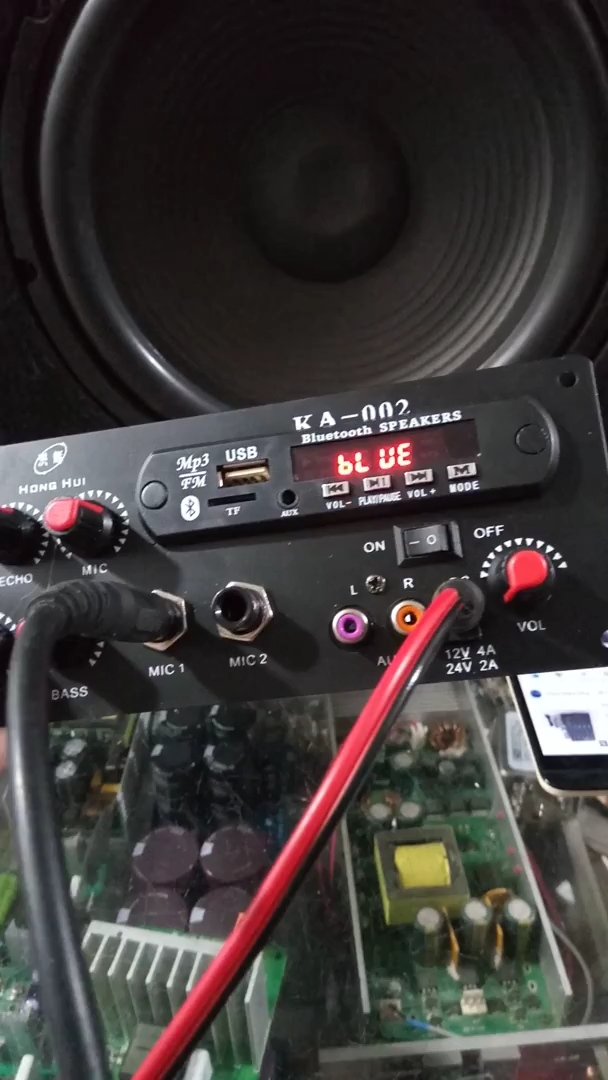 KA-002
Bluetooth SPEAKERS
Mp3
FM
USB
bLUE
TF
AUX
VOL-
PLAY/PAUSE
VOL+
MODE
HONG HUI
ECHO
MIC
ON
OFF
L
R
VOL
MIC 1
MIC 2
12V 4A
24V 2A
BASS